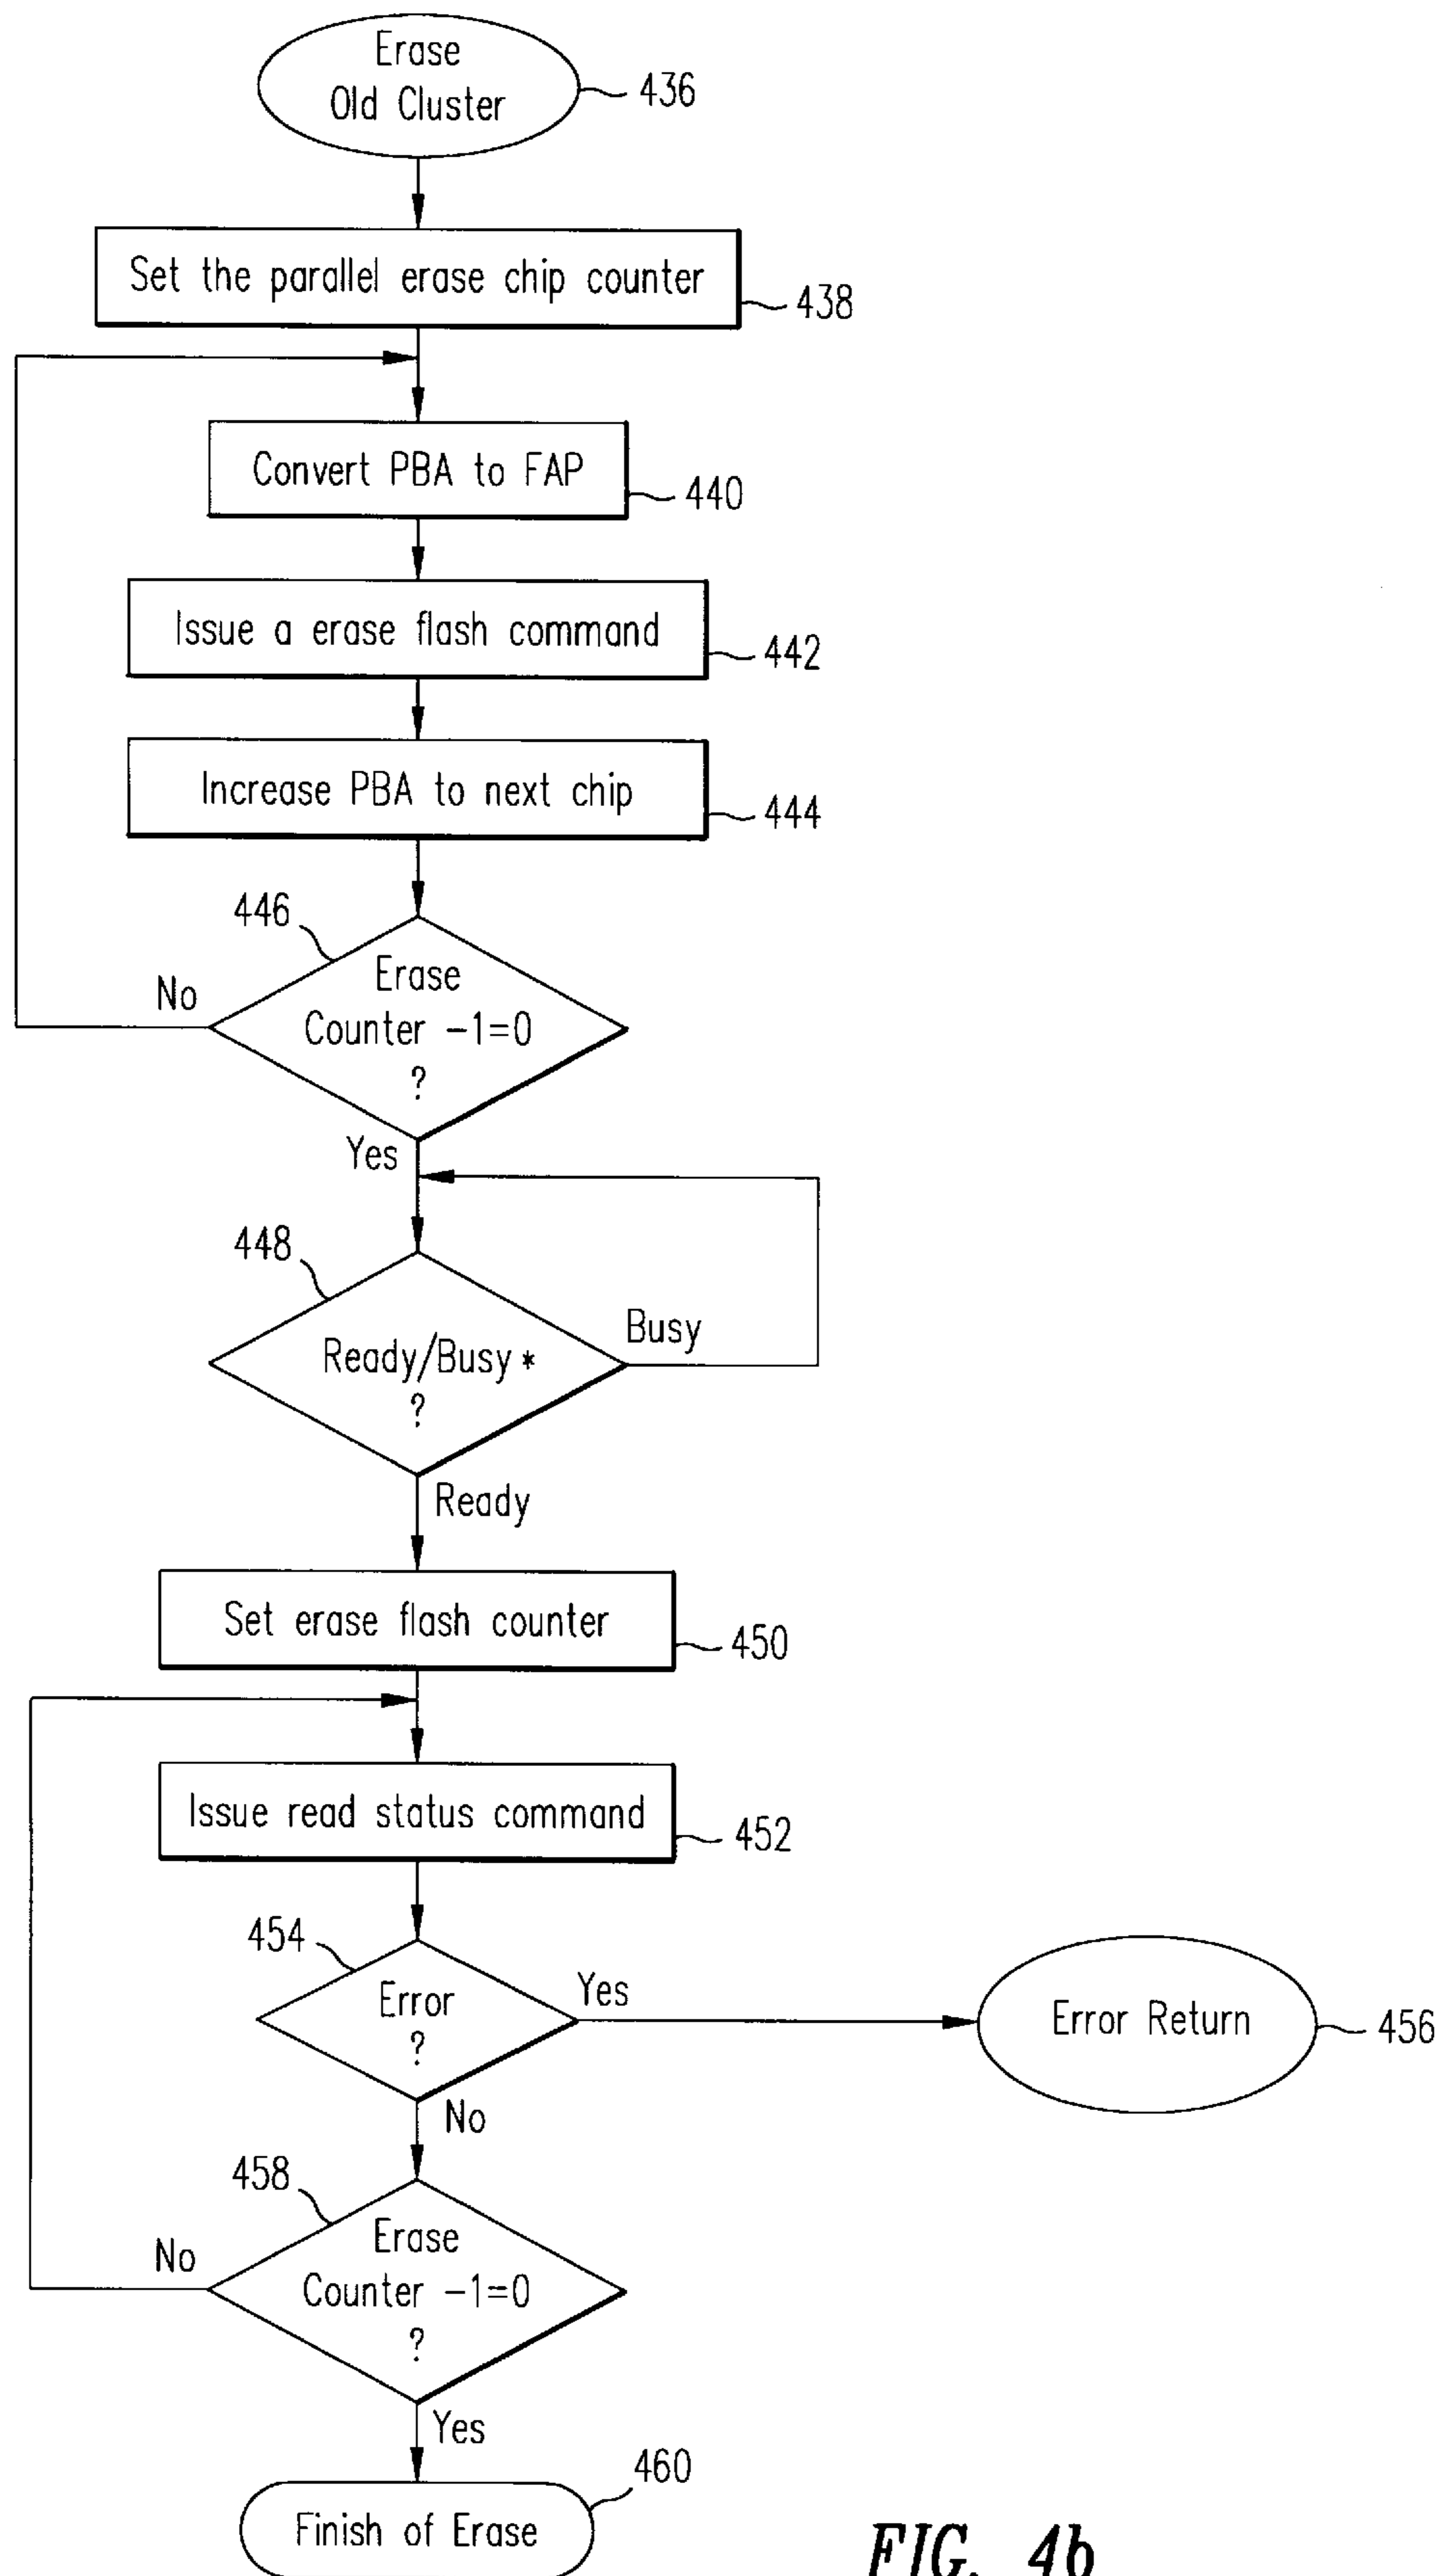 Erase
Old Cluster
436
Set the parallel erase chip counter
438
Convert PBA to FAP
440
Issue a erase flash command
442
Increase PBA to next chip
444
446
Erase
Counter -1=0
?
No
Yes
448
Ready/Busy*
?
Busy
Ready
Set erase flash counter
450
Issue read status command
452
454
Error
?
Yes
Error Return
456
No
458
Erase
Counter -1=0
?
No
Yes
460
Finish of Erase
FIG. 4b